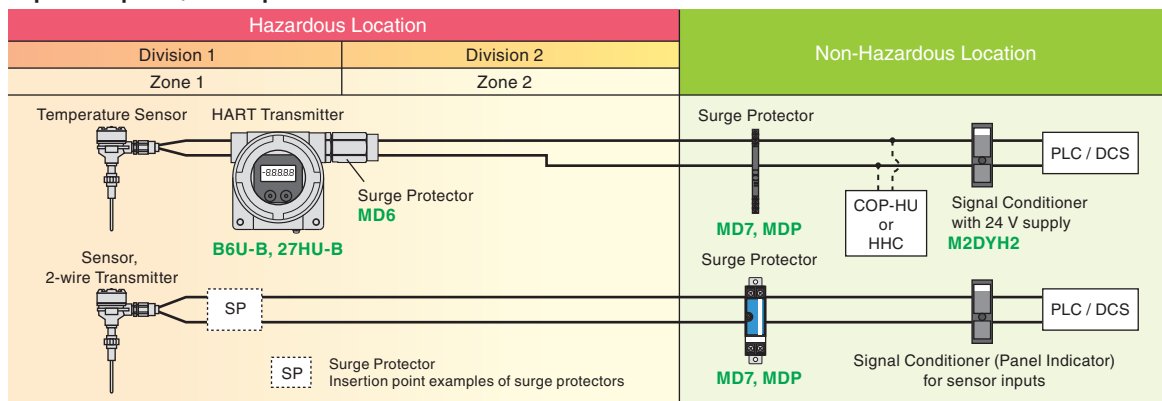 Hazardous Location
Non-Hazardous Location
Division 1
Division 2
Zone 1
Zone 2
Temperature Sensor
HART Transmitter
Surge Protector
-88888
PLC / DCS
Surge Protector
MD6
COP-HU
or
HHC
Signal Conditioner
with 24 V supply
M2DYH2
MD7, MDP
B6U-B, 27HU-B
Surge Protector
Sensor,
2-wire Transmitter
SP
PLC / DCS
SP
Surge Protector
Insertion point examples of surge protectors
MD7, MDP
Signal Conditioner (Panel Indicator)
for sensor inputs